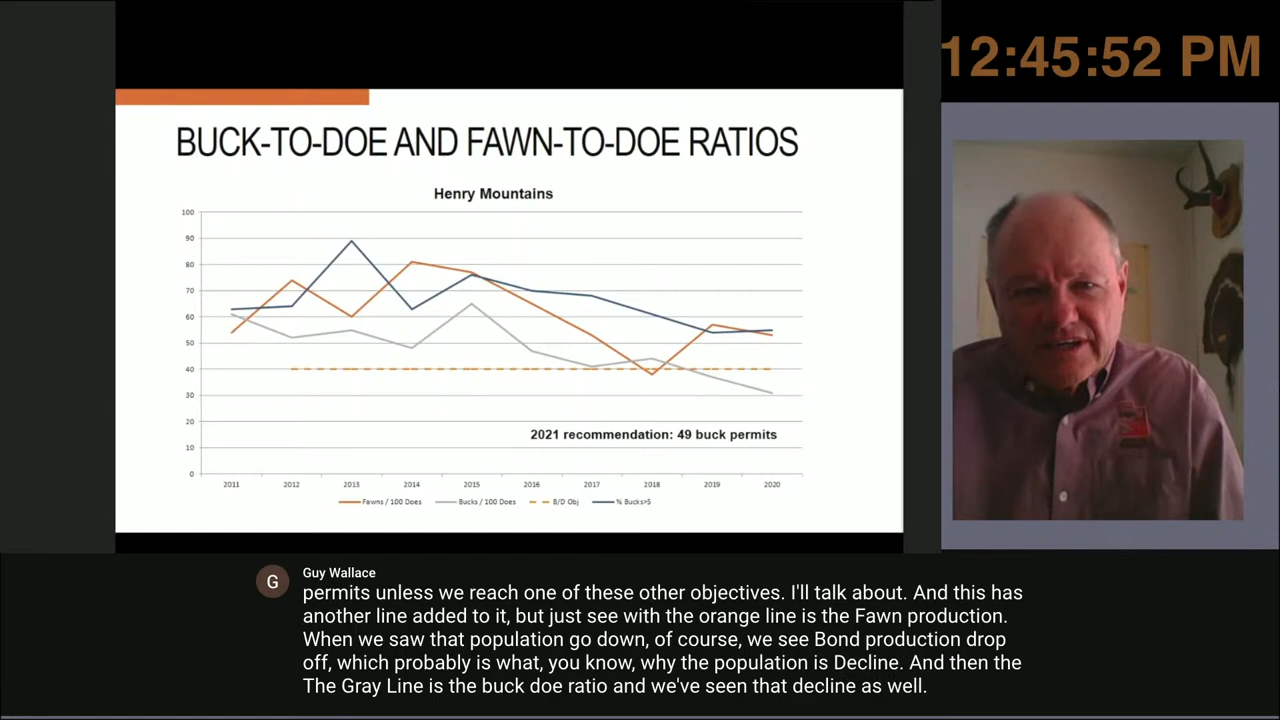 12:45:52 PM
BUCK-TO-DOE AND FAWN-TO-DOE RATIOS
Henry Mountains
100
90
80
70
60
50
40
30
20
10
0
2021 recommendation: 49 buck permits
2011 2012 2013 2014 2015 2016 2017 2018 2019 2020
Fawns / 100 Does Bucks / 100 Does B/D Obj % Bucks>5
G
Guy Wallace
permits unless we reach one of these other objectives. I'll talk about. And this has
another line added to it, but just see with the orange line is the Fawn production.
When we saw that population go down, of course, we see Bond production drop
off, which probably is what, you know, why the population is Decline. And then the
The Gray Line is the buck doe ratio and we've seen that decline as well.